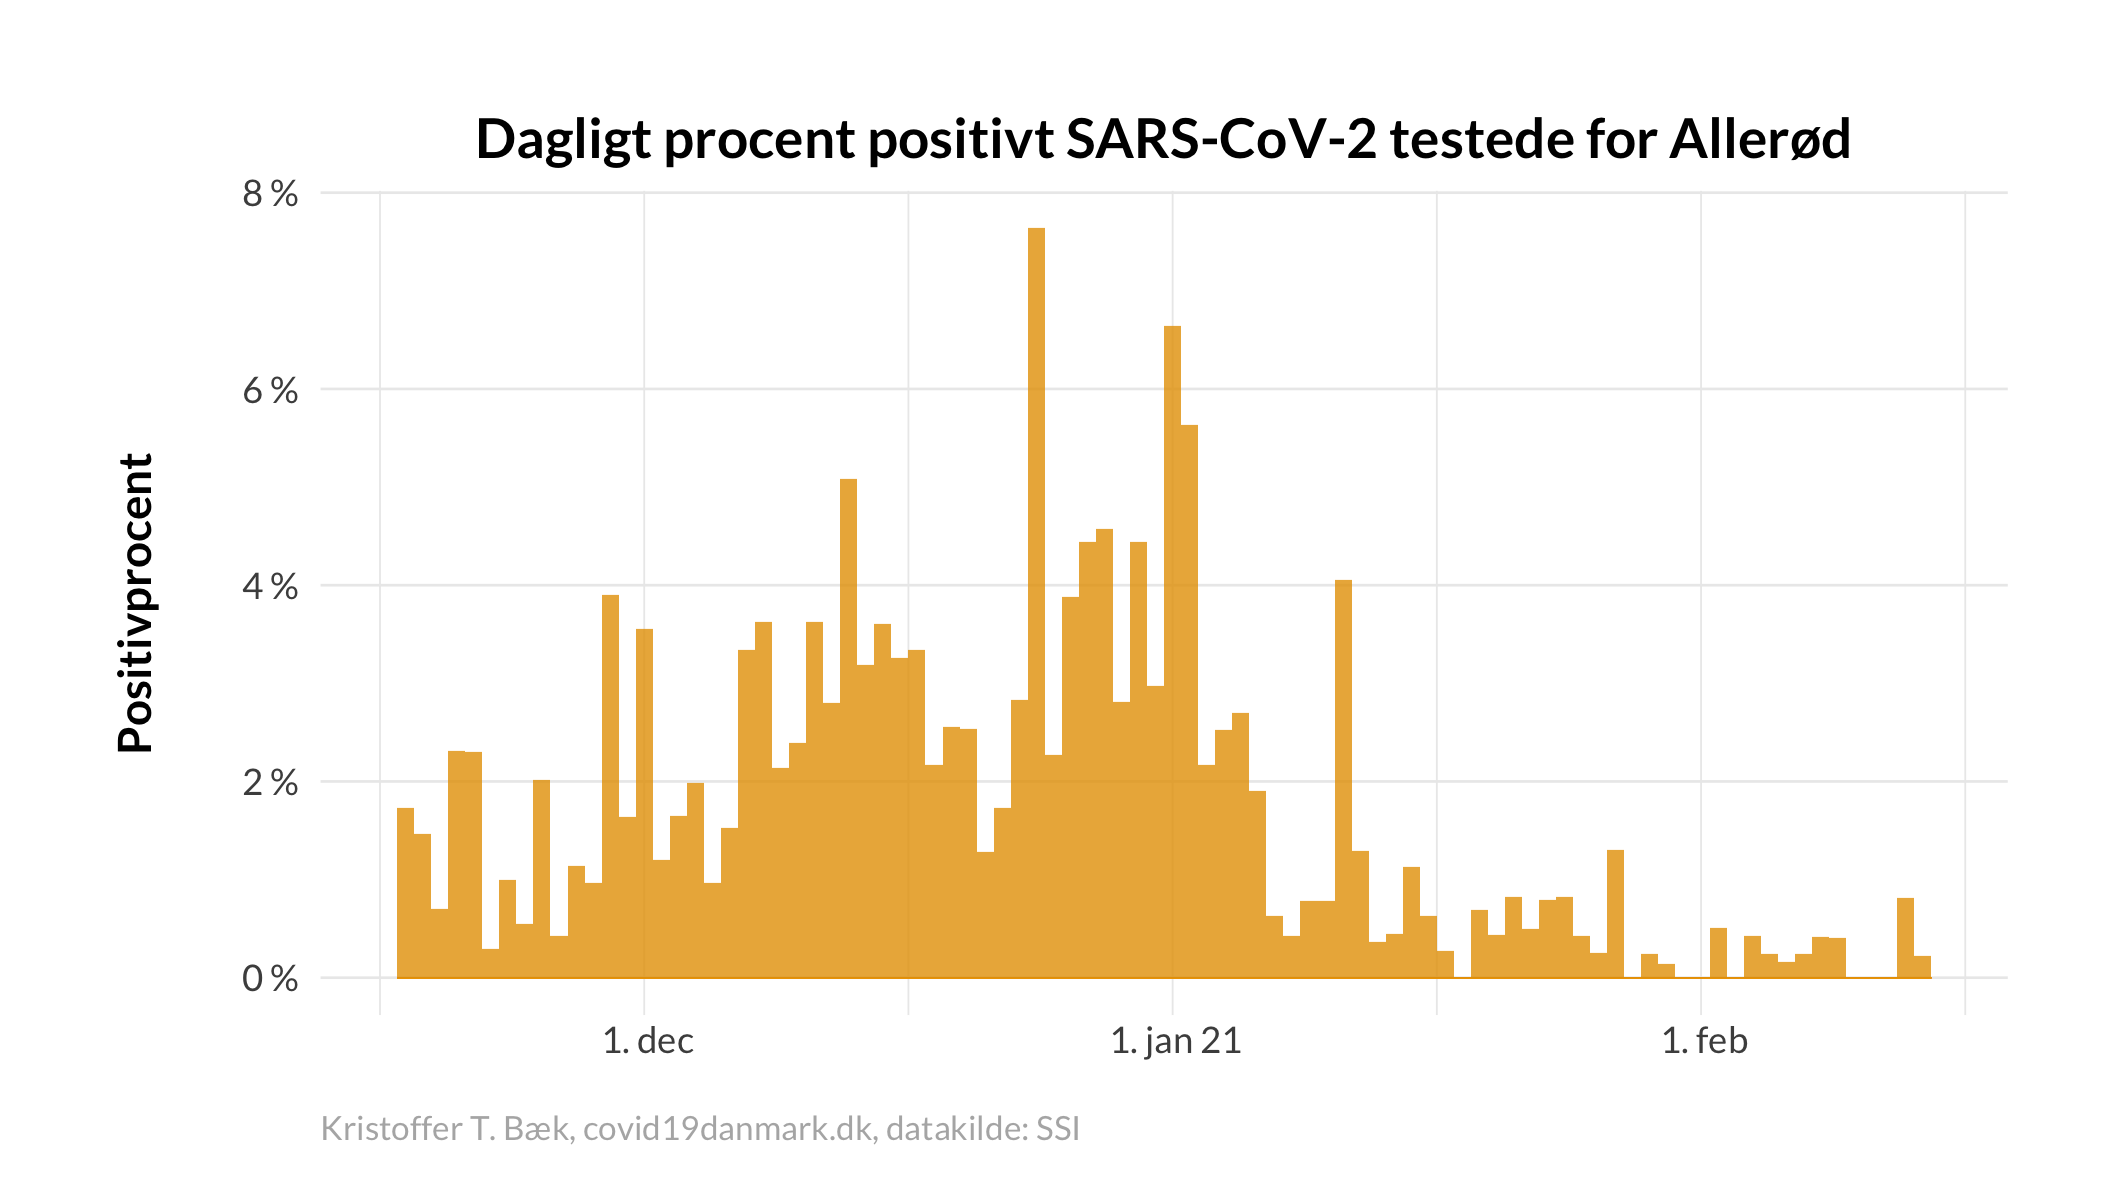 Dagligt procent positivt SARS-CoV-2 testede for Allerød
8 %
6 %
4 %
2 %
0 %
Positivprocent
1. dec
1. jan 21
1. feb
Kristoffer T. Bæk, covid19danmark.dk, datakilde: SSI